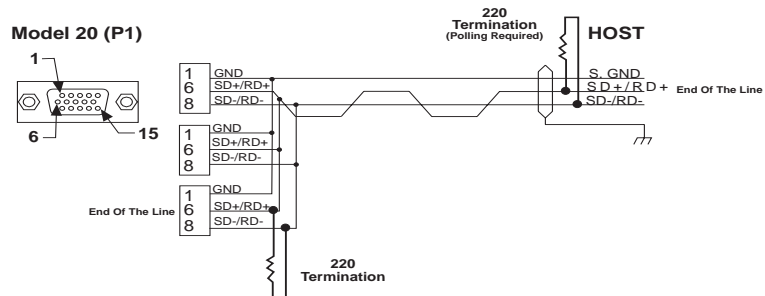 Model 20 (P1)
1
6
15
220
Termination
(Polling Required)
HOST
1 GND
6 SD+/RD+
8 SD-/RD-
S. GND
SD+/RD+ End Of The Line
SD-/RD-
1 GND
6 SD+/RD+
8 SD-/RD-
1 GND
End Of The Line 6 SD+/RD+
8 SD-/RD-
220
Termination